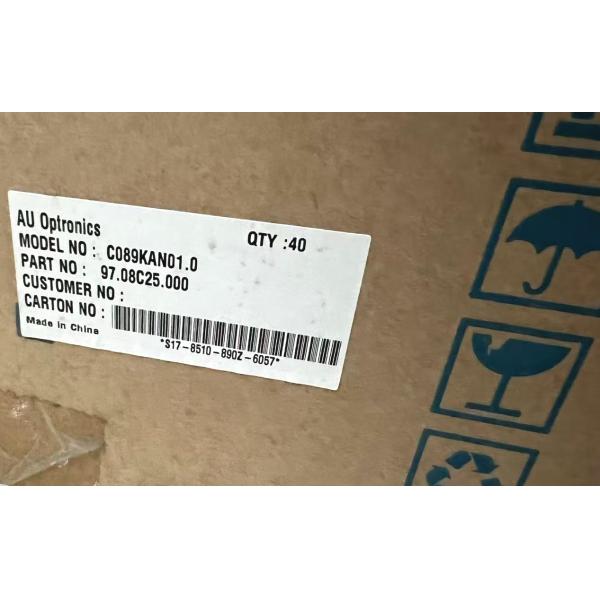 AU Optronics QTY :40
MODEL NO : C089KAN01.0
PART NO : 97.08C25.000
CUSTOMER NO :
CARTON NO :
*S17-8510-890Z-6057*
Made in China